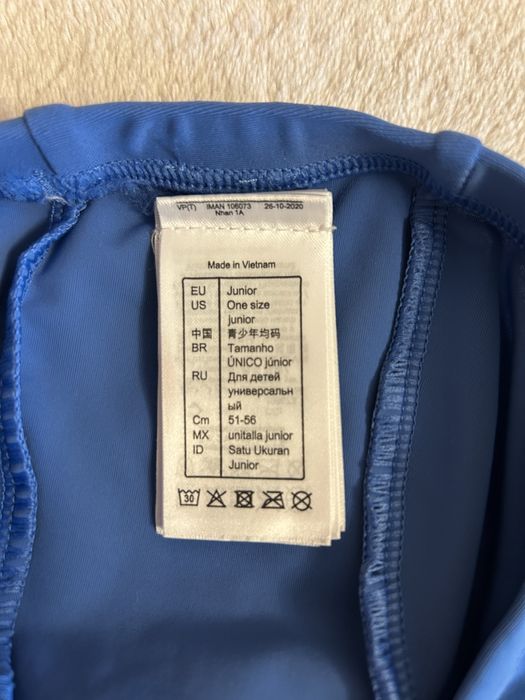 VP(T) IMAN 106073 26-10-2020
Nhan 1A
Made in Vietnam
EU Junior
US One size
junior
中国 青少年均码
BR Tamanho
ÚNICO júnior
RU Для детей
универсальн
ый
Cm 51-56
MX unitalla junior
ID Satu Ukuran
Junior
30